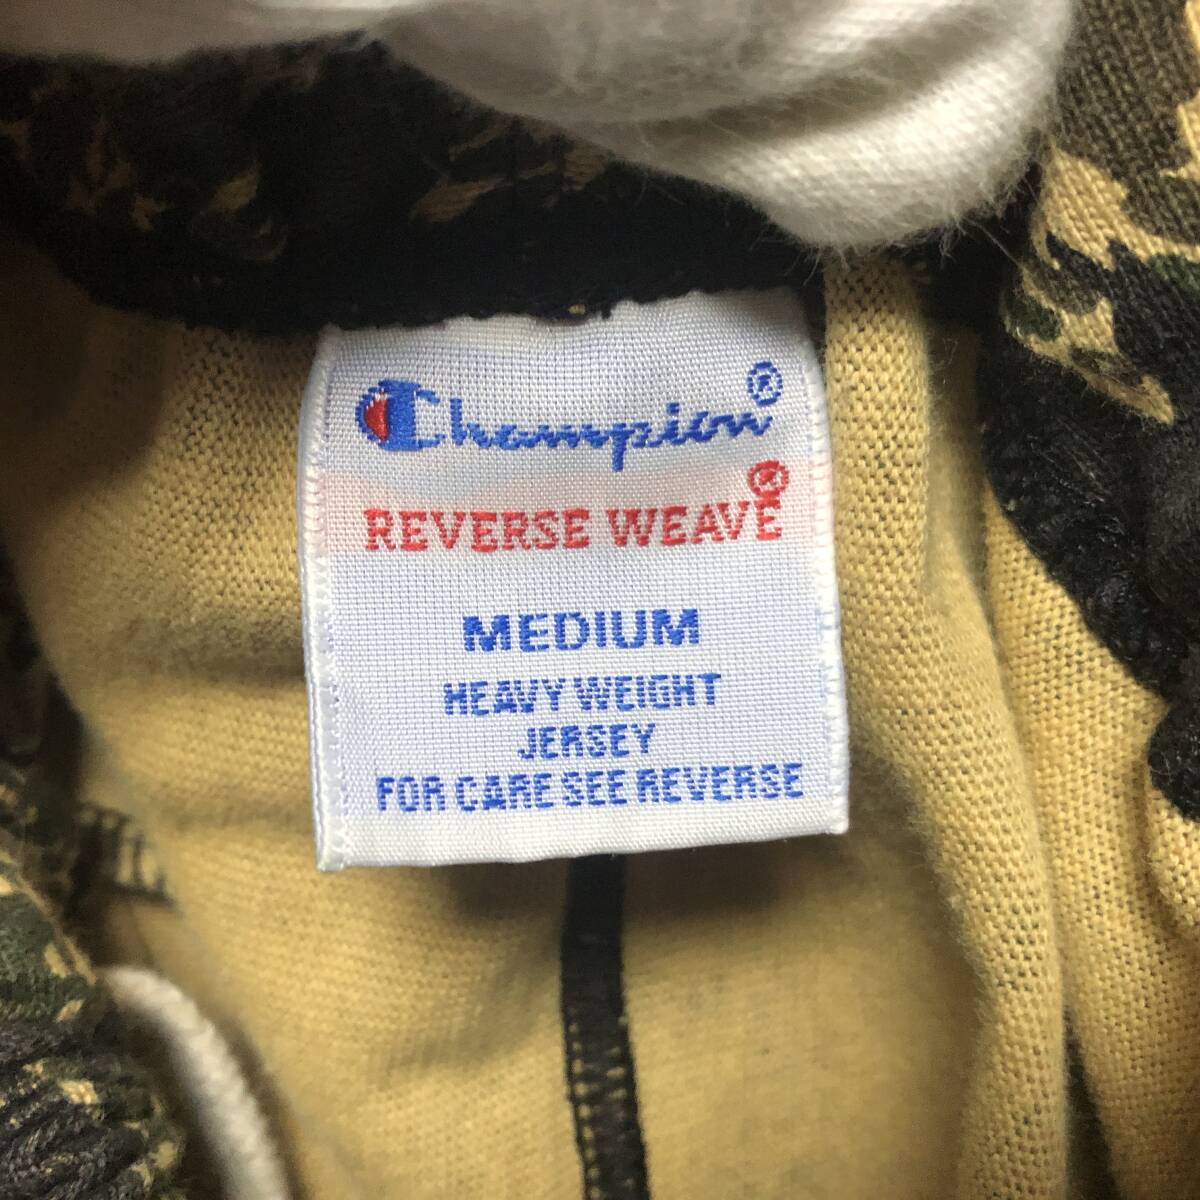 Champion®
REVERSE WEAVE®
MEDIUM
HEAVY WEIGHT
JERSEY
FOR CARE SEE REVERSE